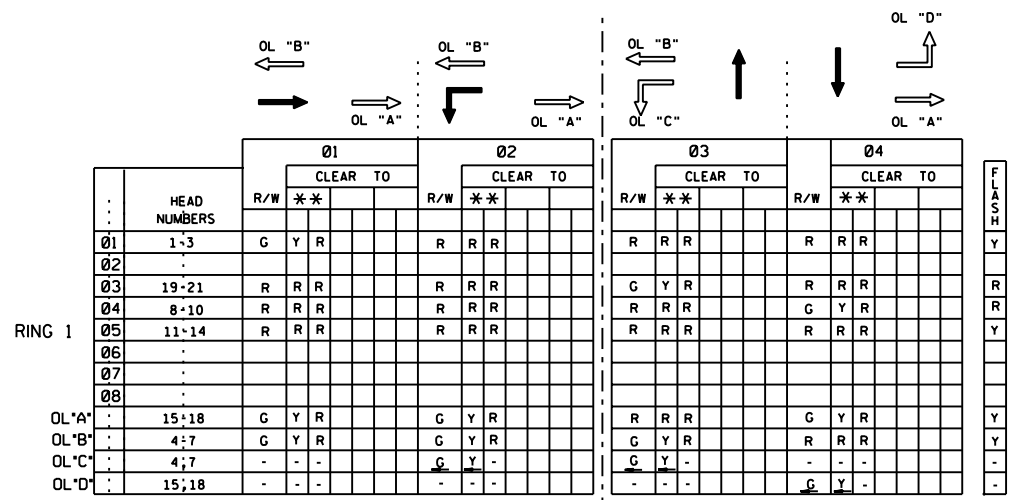 OL "D"
OL "B" OL "B" OL "B"
OL "A" OL "A" OL "C" OL "A"
Ø1 Ø2 Ø3 Ø4
CLEAR TO CLEAR TO CLEAR TO CLEAR TO FLASH
HEAD NUMBERS R/W ** R/W ** R/W ** R/W **
Ø1 1-3 G Y R R R R R R R R R R Y
Ø2
Ø3 19-21 R R R R R R G Y R R R R R
Ø4 8-10 R R R R R R R R R G Y R R
RING 1 Ø5 11-14 R R R R R R R R R R R R Y
Ø6
Ø7
Ø8
OL"A" 15-18 G Y R G Y R R R R G Y R Y
OL"B" 4-7 G Y R G Y R G Y R R R R Y
OL"C" 4,7 - - - G Y - G Y - - - - -
OL"D" 15,18 - - - - - - - - - G Y - -